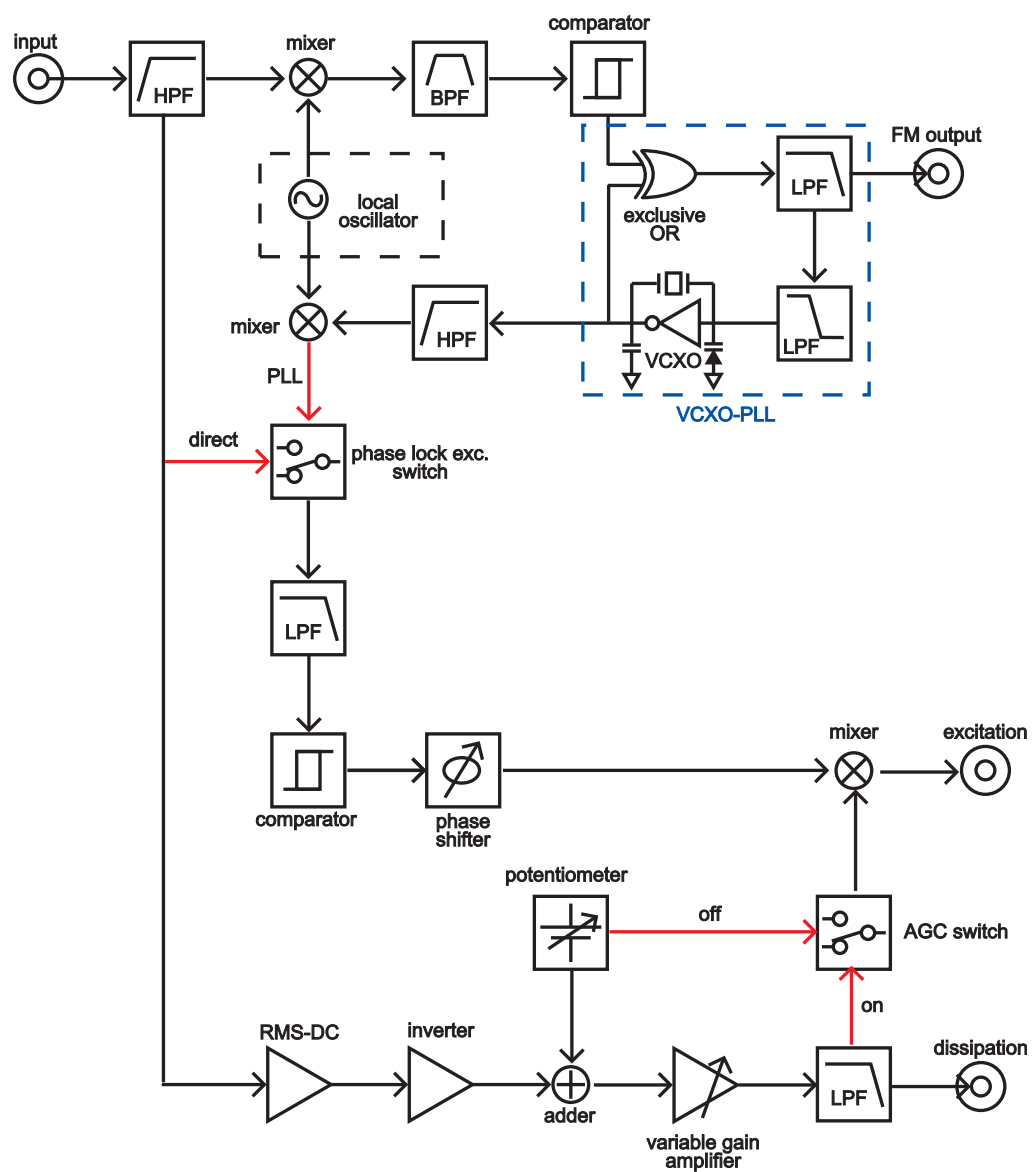 input
mixer
comparator
HPF
BPF
FM output
LPF
local
oscillator
exclusive
OR
mixer
HPF
VCXO
LPF
PLL
VCXO-PLL
direct
phase lock exc.
switch
LPF
mixer
excitation
comparator
phase
shifter
potentiometer
off
AGC switch
on
RMS-DC
inverter
dissipation
adder
LPF
variable gain
amplifier